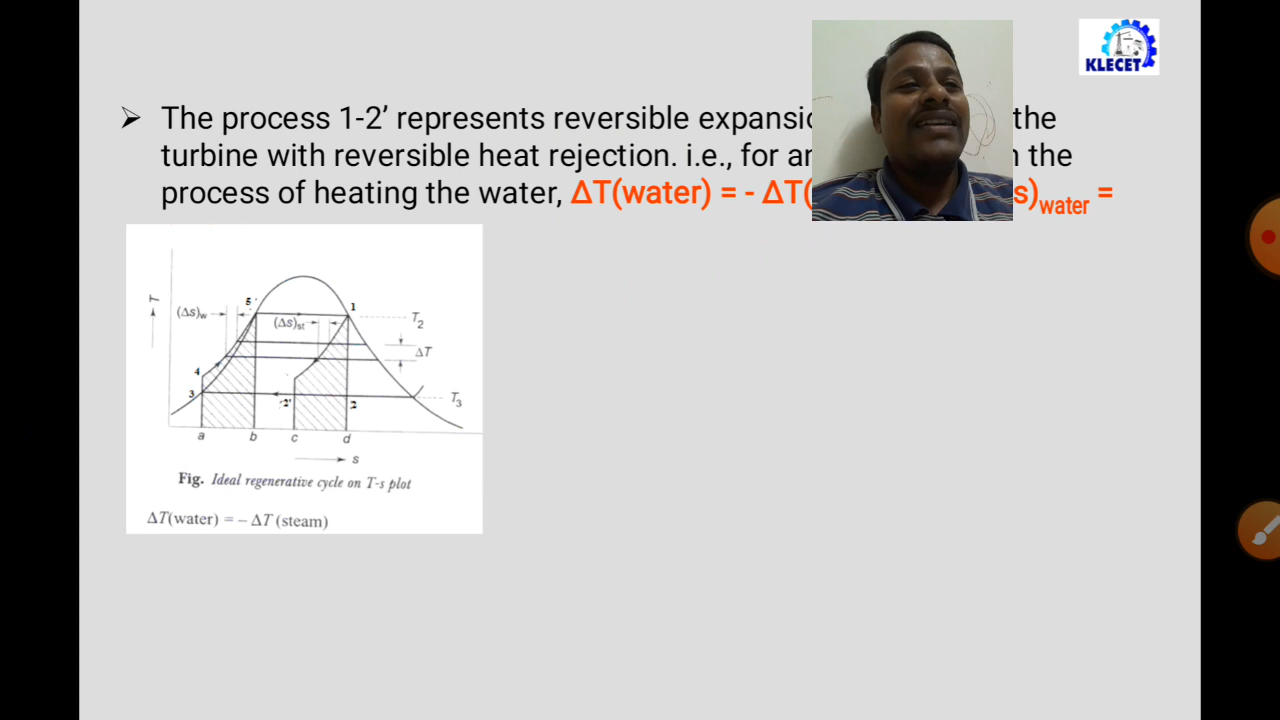 KLECET
➢ The process 1-2’ represents reversible expansi the
turbine with reversible heat rejection. i.e., for the
process of heating the water, ΔT(water) = - ΔT( s)water =
T
5'
1
(Δs)w
(Δs)st
T2
ΔT
4
3
2'
2
T3
a b c d
s
Fig. Ideal regenerative cycle on T-s plot
ΔT(water) = – ΔT (steam)